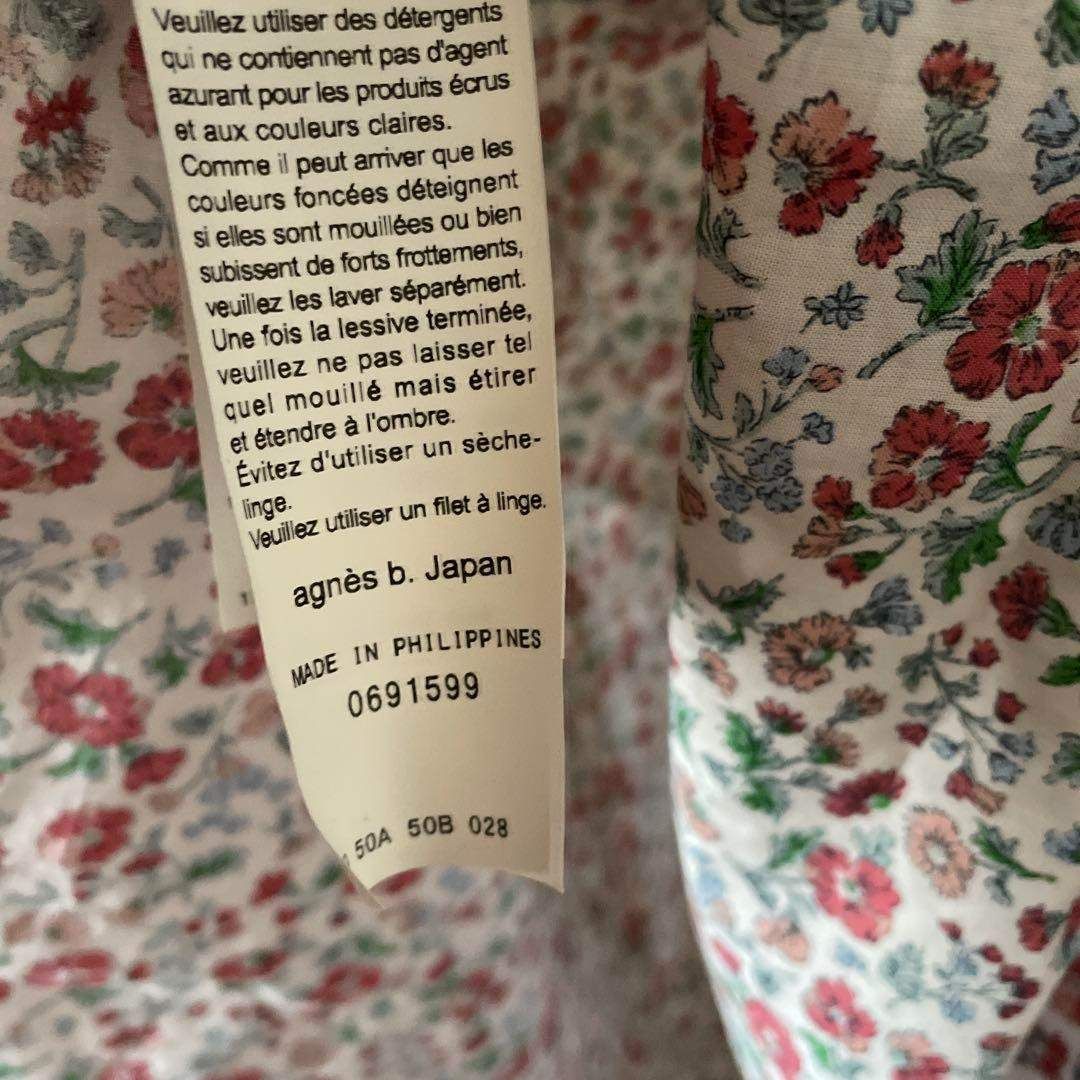 Veuillez utiliser des détergents
qui ne contiennent pas d'agent
azurant pour les produits écrus
et aux couleurs claires.
Comme il peut arriver que les
couleurs foncées déteignent
si elles sont mouillées ou bien
subissent de forts frottements,
veuillez les laver séparément.
Une fois la lessive terminée,
veuillez ne pas laisser tel
quel mouillé mais étirer
et étendre à l'ombre.
Évitez d'utiliser un sèche-
linge.
Veuillez utiliser un filet à linge.
agnès b. Japan
MADE IN PHILIPPINES
0691599
50A 50B 028